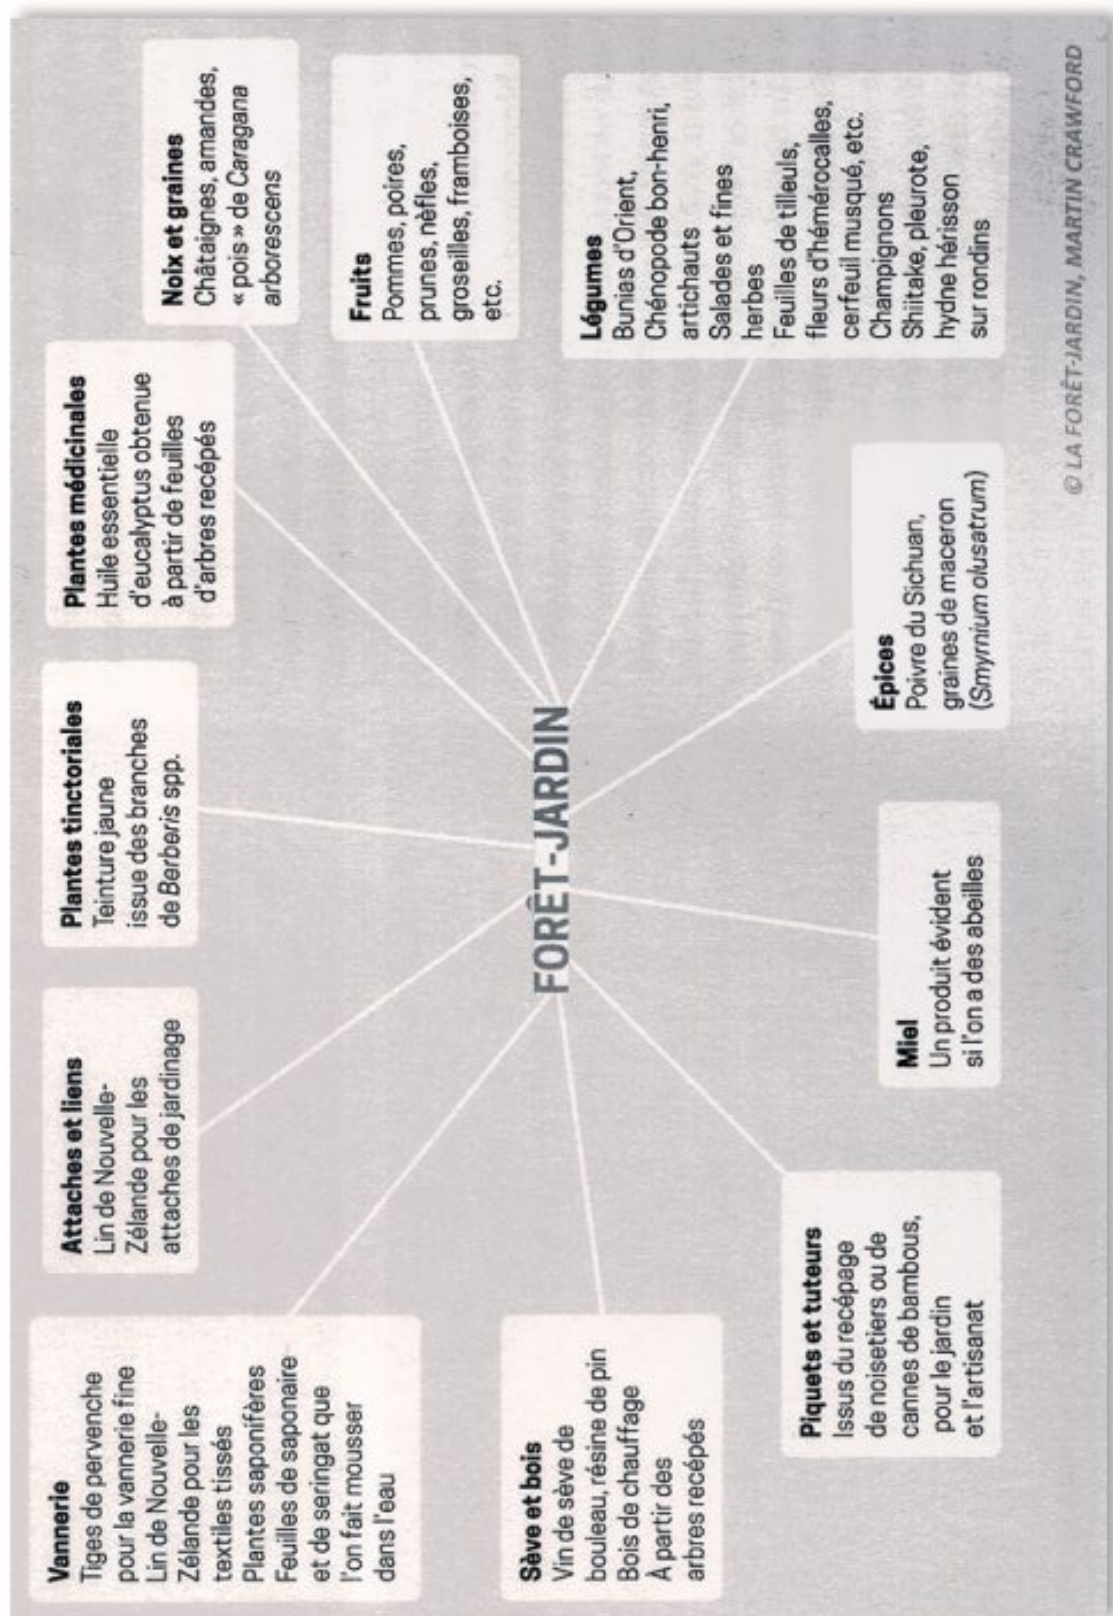 Vannerie
Tiges de pervenche
pour la vannerie fine
Lin de Nouvelle-
Zélande pour les
textiles tissés
Plantes saponifères
Feuilles de saponaire
et de seringat que
l'on fait mousser
dans l'eau
Attaches et liens
Lin de Nouvelle-
Zélande pour les
attaches de jardinage
Plantes tinctoriales
Teinture jaune
issue des branches
de Berberis spp.
Plantes médicinales
Huile essentielle
d'eucalyptus obtenue
à partir de feuilles
d'arbres recépés
Noix et graines
Châtaignes, amandes,
« pois » de Caragana
arborescens
Fruits
Pommes, poires,
prunes, nèfles,
groseilles, framboises,
etc.
FORÊT-JARDIN
Sève et bois
Vin de sève de
bouleau, résine de pin
Bois de chauffage
À partir des
arbres recépés
Piquets et tuteurs
Issus du recépage
de noisetiers ou de
cannes de bambous,
pour le jardin
et l'artisanat
Miel
Un produit évident
si l'on a des abeilles
Épices
Poivre du Sichuan,
graines de maceron
(Smyrnium olusatrum)
Légumes
Bunias d'Orient,
Chénopode bon-henri,
artichauts
Salades et fines
herbes
Feuilles de tilleuls,
fleurs d'hémérocalles,
cerfeuil musqué, etc.
Champignons
Shiitake, pleurote,
hydne hérisson
sur rondins
© LA FORÊT-JARDIN, MARTIN CRAWFORD